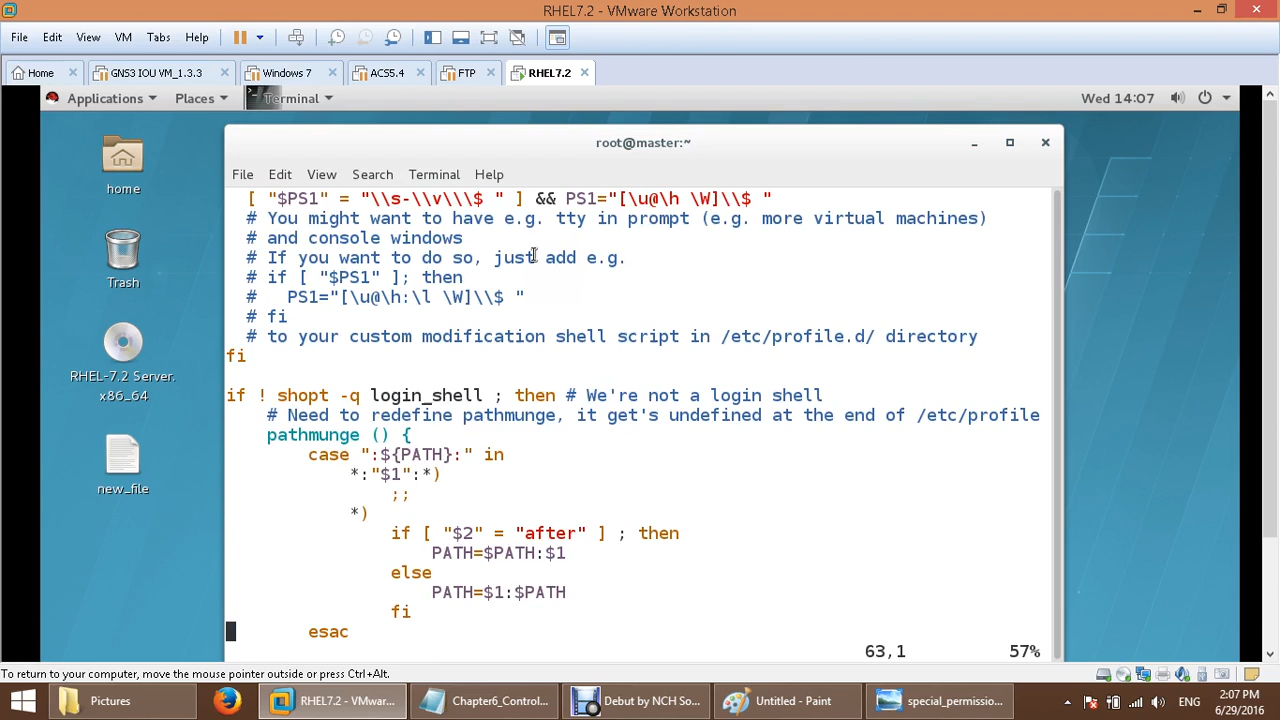 RHEL7.2 - VMware Workstation
File Edit View VM Tabs Help
Home GNS3 IOU VM_1.3.3 Windows 7 ACS5.4 FTP RHEL7.2
Applications Places Terminal Wed 14:07
root@master:~
File Edit View Search Terminal Help
home
Trash
RHEL-7.2 Server.
x86_64
new_file
[ "$PS1" = "\\s-\\v\\\$ " ] && PS1="[\u@\h \W]\\$ "
# You might want to have e.g. tty in prompt (e.g. more virtual machines)
# and console windows
# If you want to do so, just add e.g.
# if [ "$PS1" ]; then
#   PS1="[\u@\h:\l \W]\\$ "
# fi
# to your custom modification shell script in /etc/profile.d/ directory
fi
if ! shopt -q login_shell ; then # We're not a login shell
# Need to redefine pathmunge, it get's undefined at the end of /etc/profile
pathmunge () {
case ":${PATH}:" in
*:"$1":*)
;;
*)
if [ "$2" = "after" ] ; then
PATH=$PATH:$1
else
PATH=$1:$PATH
fi
esac
63,1 57%
To return to your computer, move the mouse pointer outside or press Ctrl+Alt.
Pictures RHEL7.2 - VMwar... Chapter6_Control... Debut by NCH So... Untitled - Paint special_permissio... ENG 2:07 PM
6/29/2016